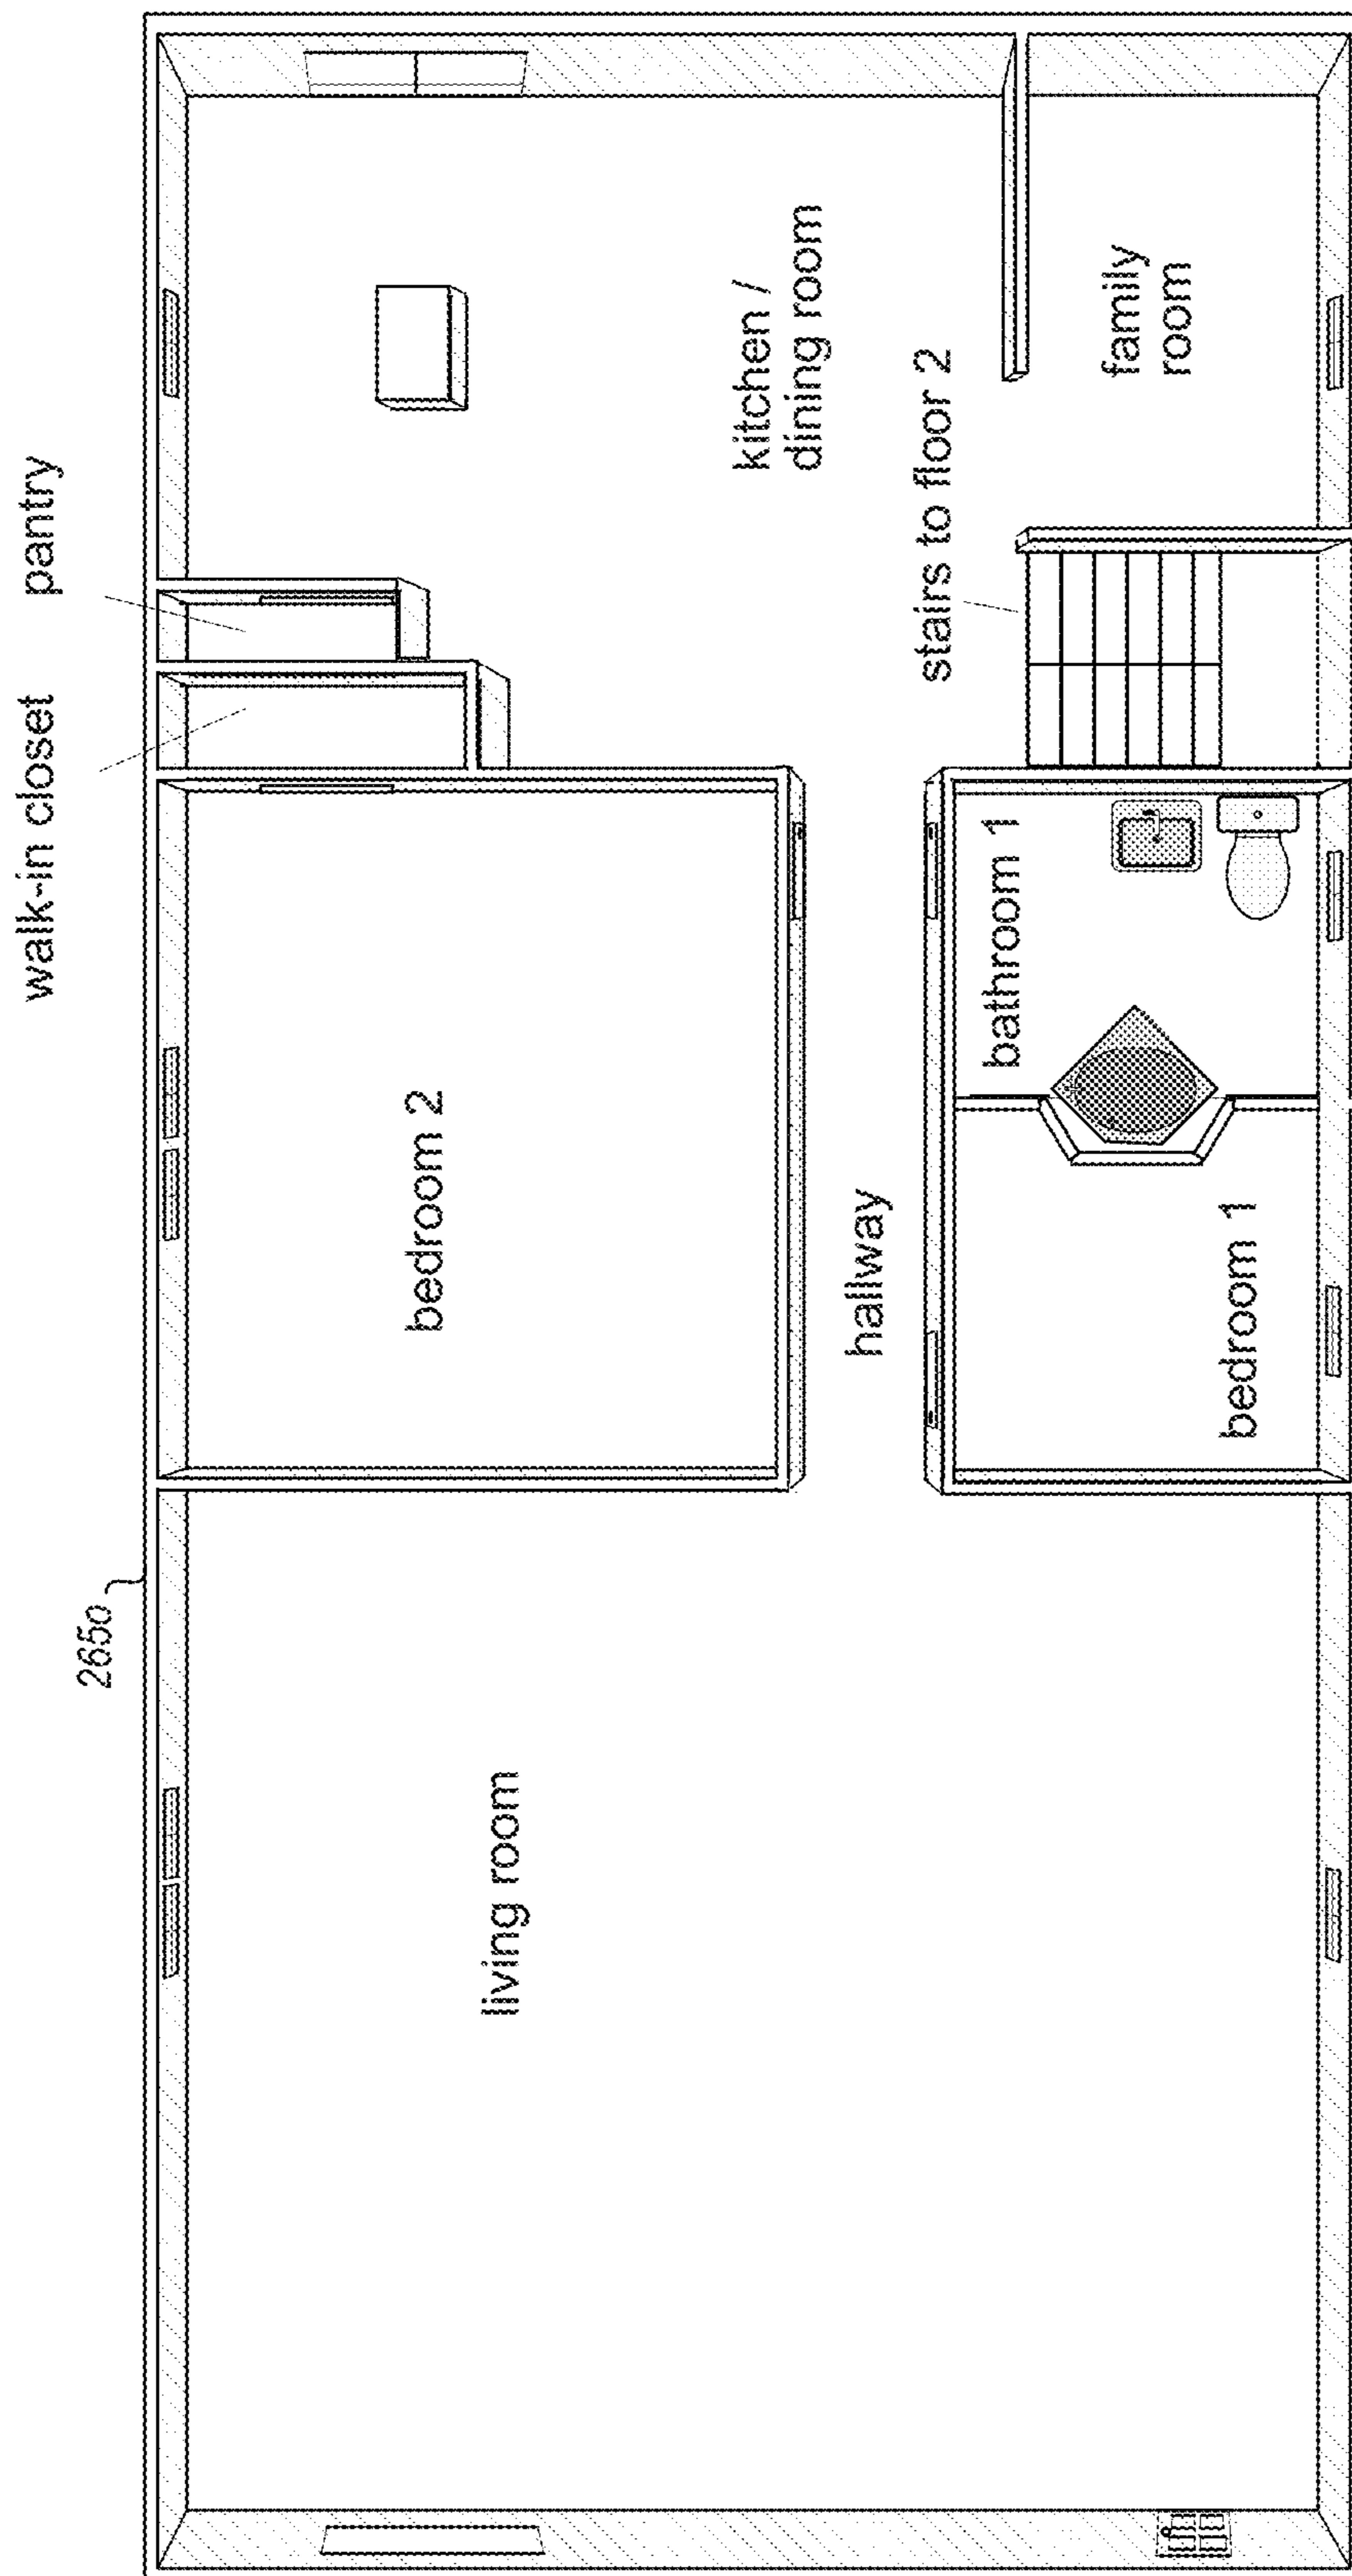 walk-in closet
pantry
2650
bedroom 2
kitchen /
dining room
living room
hallway
stairs to floor 2
bathroom 1
family
room
bedroom 1